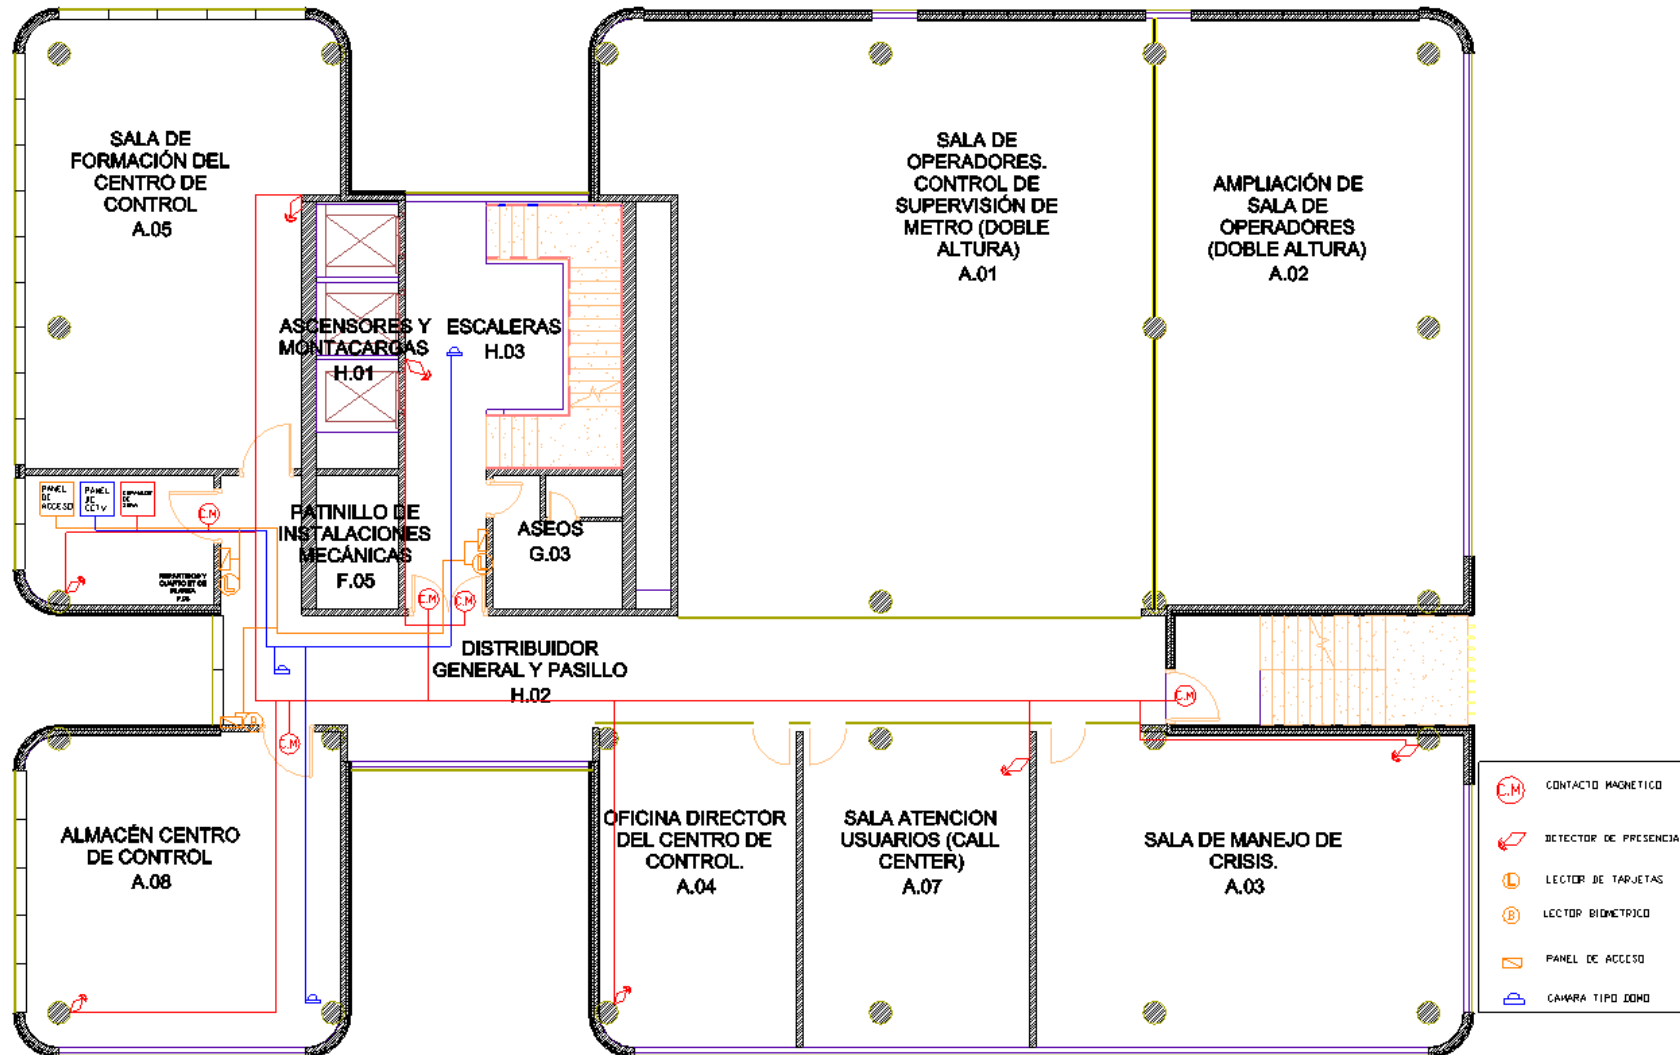 SALA DE
FORMACIÓN DEL
CENTRO DE
CONTROL
A.05
SALA DE
OPERADORES.
CONTROL DE
SUPERVISIÓN DE
METRO (DOBLE
ALTURA)
A.01
AMPLIACIÓN DE
SALA DE
OPERADORES
(DOBLE ALTURA)
A.02
ASCENSORES Y
MONTACARGAS
H.01
ESCALERAS
H.03
PANEL
DE
ACCESO
PANEL
DE
CCTV
DE
C.M
PATINILLO DE
INSTALACIONES
MECÁNICAS
F.05
ASEOS
G.03
L
L
C.M
C.M
DISTRIBUIDOR
GENERAL Y PASILLO
H.02
C.M
B
C.M
ALMACÉN CENTRO
DE CONTROL
A.08
OFICINA DIRECTOR
DEL CENTRO DE
CONTROL.
A.04
SALA ATENCION
USUARIOS (CALL
CENTER)
A.07
SALA DE MANEJO DE
CRISIS.
A.03
C.M CONTACTO MAGNETICO
DETECTOR DE PRESENCIA
L LECTOR DE TARJETAS
B LECTOR BIOMETRICO
PANEL DE ACCESO
CAMARA TIPO DOMO